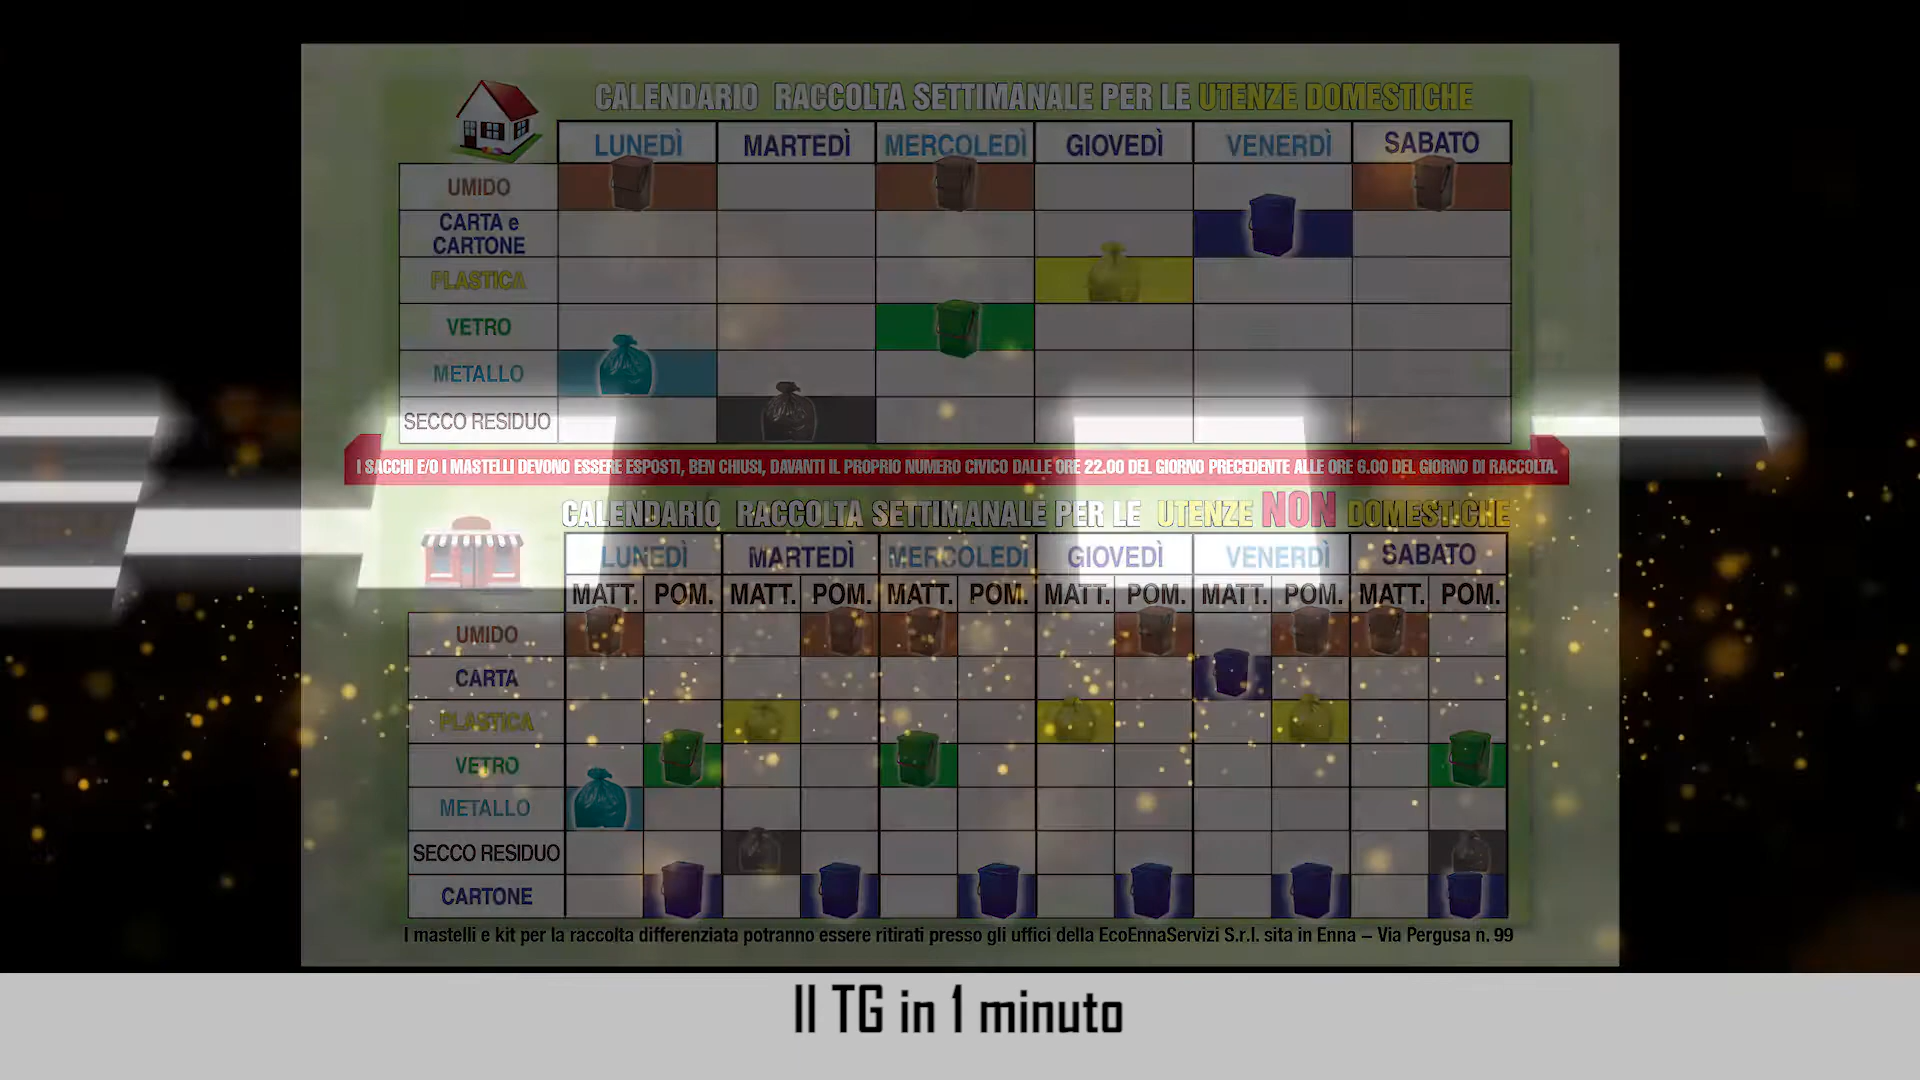 CALENDARIO RACCOLTA SETTIMANALE PER LE UTENZE DOMESTICHE
LUNEDÌ MARTEDÌ MERCOLEDÌ GIOVEDÌ VENERDÌ SABATO
UMIDO
CARTA e
CARTONE
PLASTICA
VETRO
METALLO
SECCO RESIDUO
I SACCHI E/O I MASTELLI DEVONO ESSERE ESPOSTI, BEN CHIUSI, DAVANTI IL PROPRIO NUMERO CIVICO DALLE ORE 22.00 DEL GIORNO PRECEDENTE ALLE ORE 6.00 DEL GIORNO DI RACCOLTA.
CALENDARIO RACCOLTA SETTIMANALE PER LE UTENZE NON DOMESTICHE
LUNEDÌ MARTEDÌ MERCOLEDÌ GIOVEDÌ VENERDÌ SABATO
MATT. POM. MATT. POM. MATT. POM. MATT. POM. MATT. POM. MATT. POM.
UMIDO
CARTA
PLASTICA
VETRO
METALLO
SECCO RESIDUO
CARTONE
I mastelli e kit per la raccolta differenziata potranno essere ritirati presso gli uffici della EcoEnnaServizi S.r.l. sita in Enna – Via Pergusa n. 99
Il TG in 1 minuto